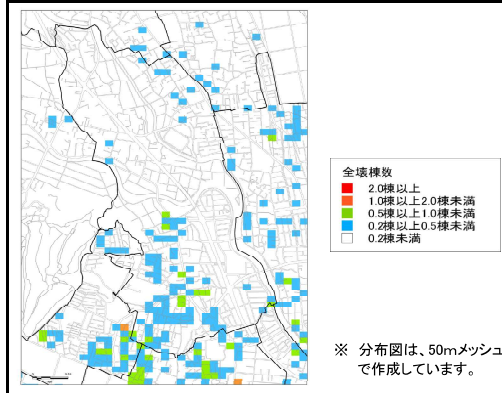 全壊棟数
2.0棟以上
1.0棟以上2.0棟未満
0.5棟以上1.0棟未満
0.2棟以上0.5棟未満
0.2棟未満
※ 分布図は、50mメッシュ
で作成しています。